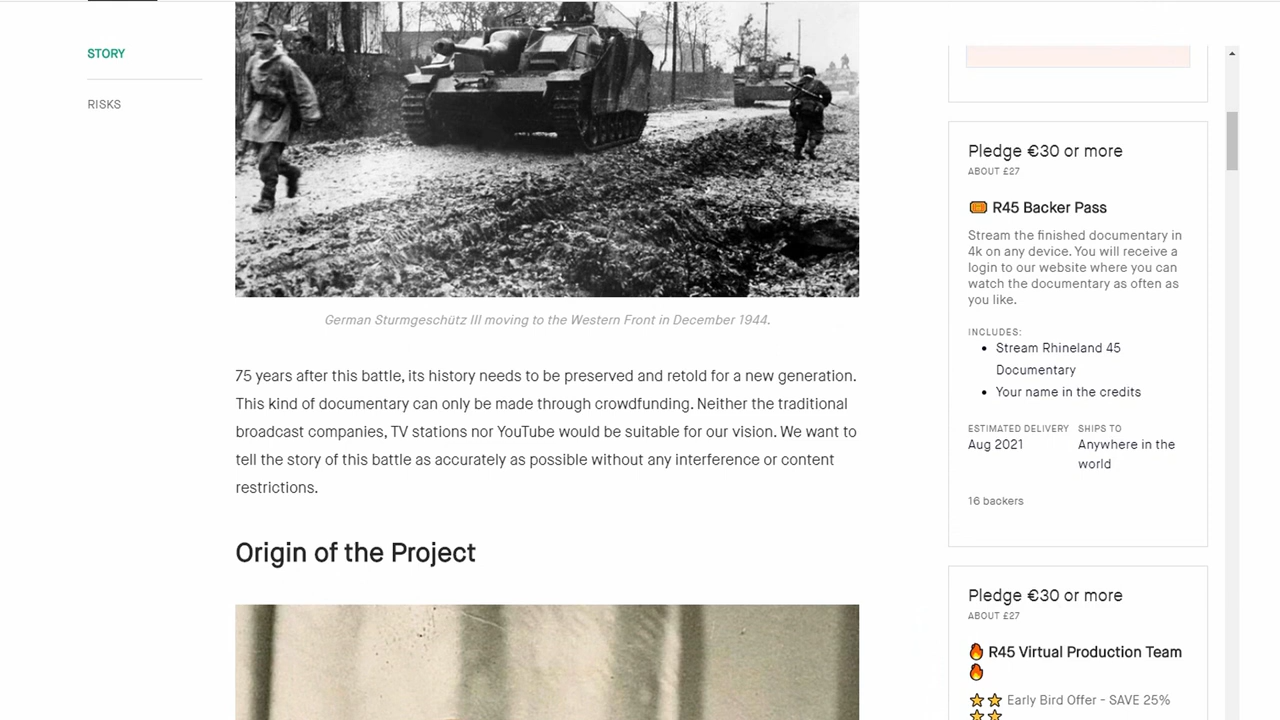 STORY
RISKS
German Sturmgeschütz III moving to the Western Front in December 1944.
75 years after this battle, its history needs to be preserved and retold for a new generation.
This kind of documentary can only be made through crowdfunding. Neither the traditional
broadcast companies, TV stations nor YouTube would be suitable for our vision. We want to
tell the story of this battle as accurately as possible without any interference or content
restrictions.
Origin of the Project
Pledge €30 or more
ABOUT £27
R45 Backer Pass
Stream the finished documentary in
4k on any device. You will receive a
login to our website where you can
watch the documentary as often as
you like.
INCLUDES:
• Stream Rhineland 45
Documentary
• Your name in the credits
ESTIMATED DELIVERY SHIPS TO
Aug 2021 Anywhere in the
world
16 backers
Pledge €30 or more
ABOUT £27
🔥 R45 Virtual Production Team
🔥
⭐⭐ Early Bird Offer - SAVE 25%
⭐⭐